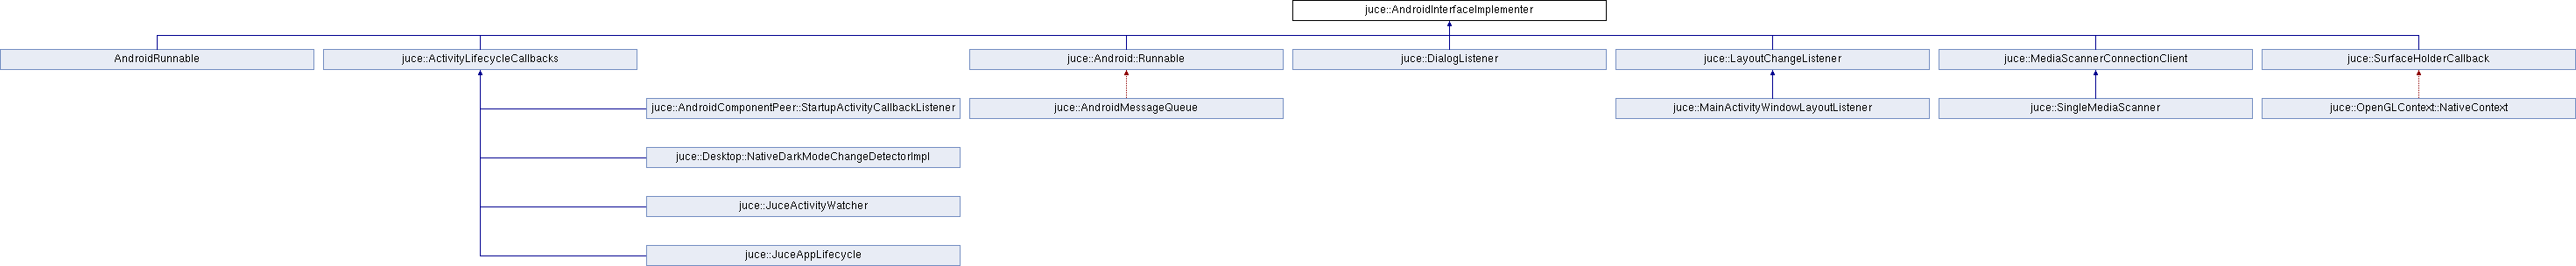 juce::AndroidInterfaceImplementer
AndroidRunnable
juce::ActivityLifecycleCallbacks
juce::Android::Runnable
juce::DialogListener
juce::LayoutChangeListener
juce::MediaScannerConnectionClient
juce::SurfaceHolderCallback
juce::AndroidComponentPeer::StartupActivityCallbackListener
juce::AndroidMessageQueue
juce::MainActivityWindowLayoutListener
juce::SingleMediaScanner
juce::OpenGLContext::NativeContext
juce::Desktop::NativeDarkModeChangeDetectorImpl
juce::JuceActivityWatcher
juce::JuceAppLifecycle